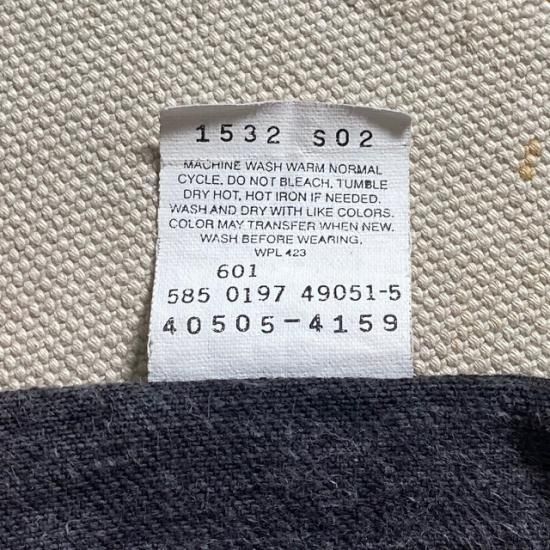 1532 S02
MACHINE WASH WARM NORMAL
CYCLE. DO NOT BLEACH. TUMBLE
DRY HOT, HOT IRON IF NEEDED.
WASH AND DRY WITH LIKE COLORS.
COLOR MAY TRANSFER WHEN NEW.
WASH BEFORE WEARING.
WPL 423
601
585 0197 49051-5
40505-4159